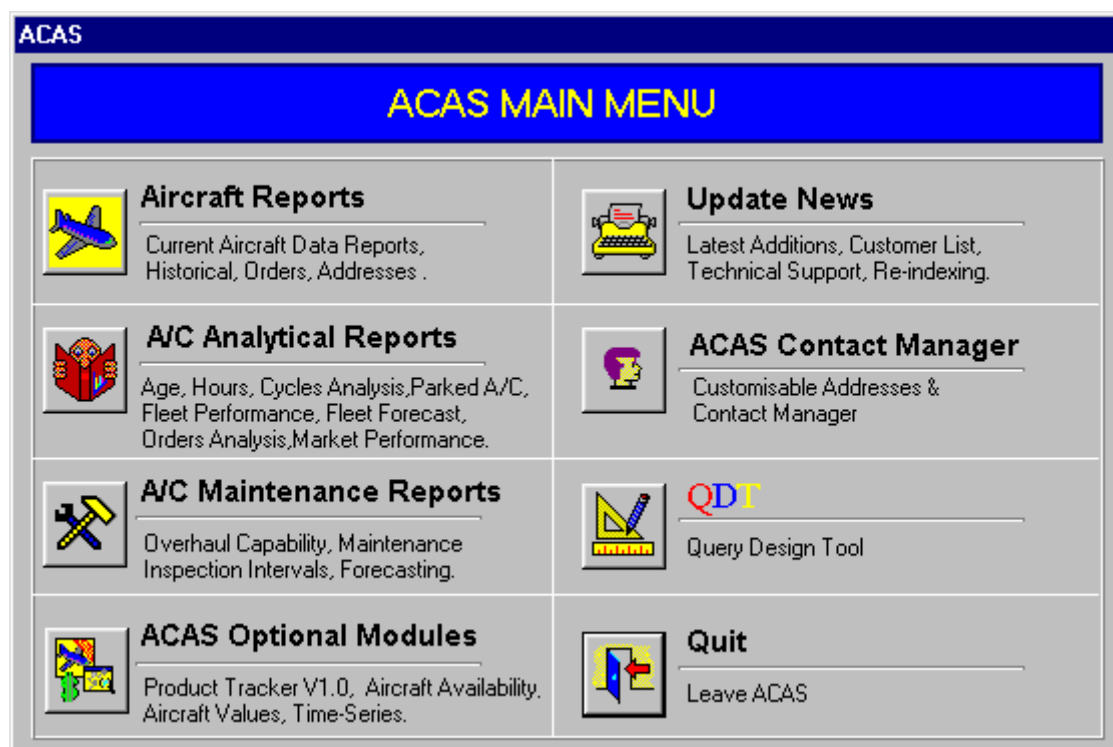 ACAS
ACAS MAIN MENU
Aircraft Reports
Current Aircraft Data Reports,
Historical, Orders, Addresses .
A/C Analytical Reports
Age, Hours, Cycles Analysis,Parked A/C,
Fleet Performance, Fleet Forecast,
Orders Analysis,Market Performance.
A/C Maintenance Reports
Overhaul Capability, Maintenance
Inspection Intervals, Forecasting.
ACAS Optional Modules
Product Tracker V1.0, Aircraft Availability,
Aircraft Values, Time-Series.
Update News
Latest Additions, Customer List,
Technical Support, Re-indexing.
ACAS Contact Manager
Customisable Addresses &
Contact Manager
QDT
Query Design Tool
Quit
Leave ACAS